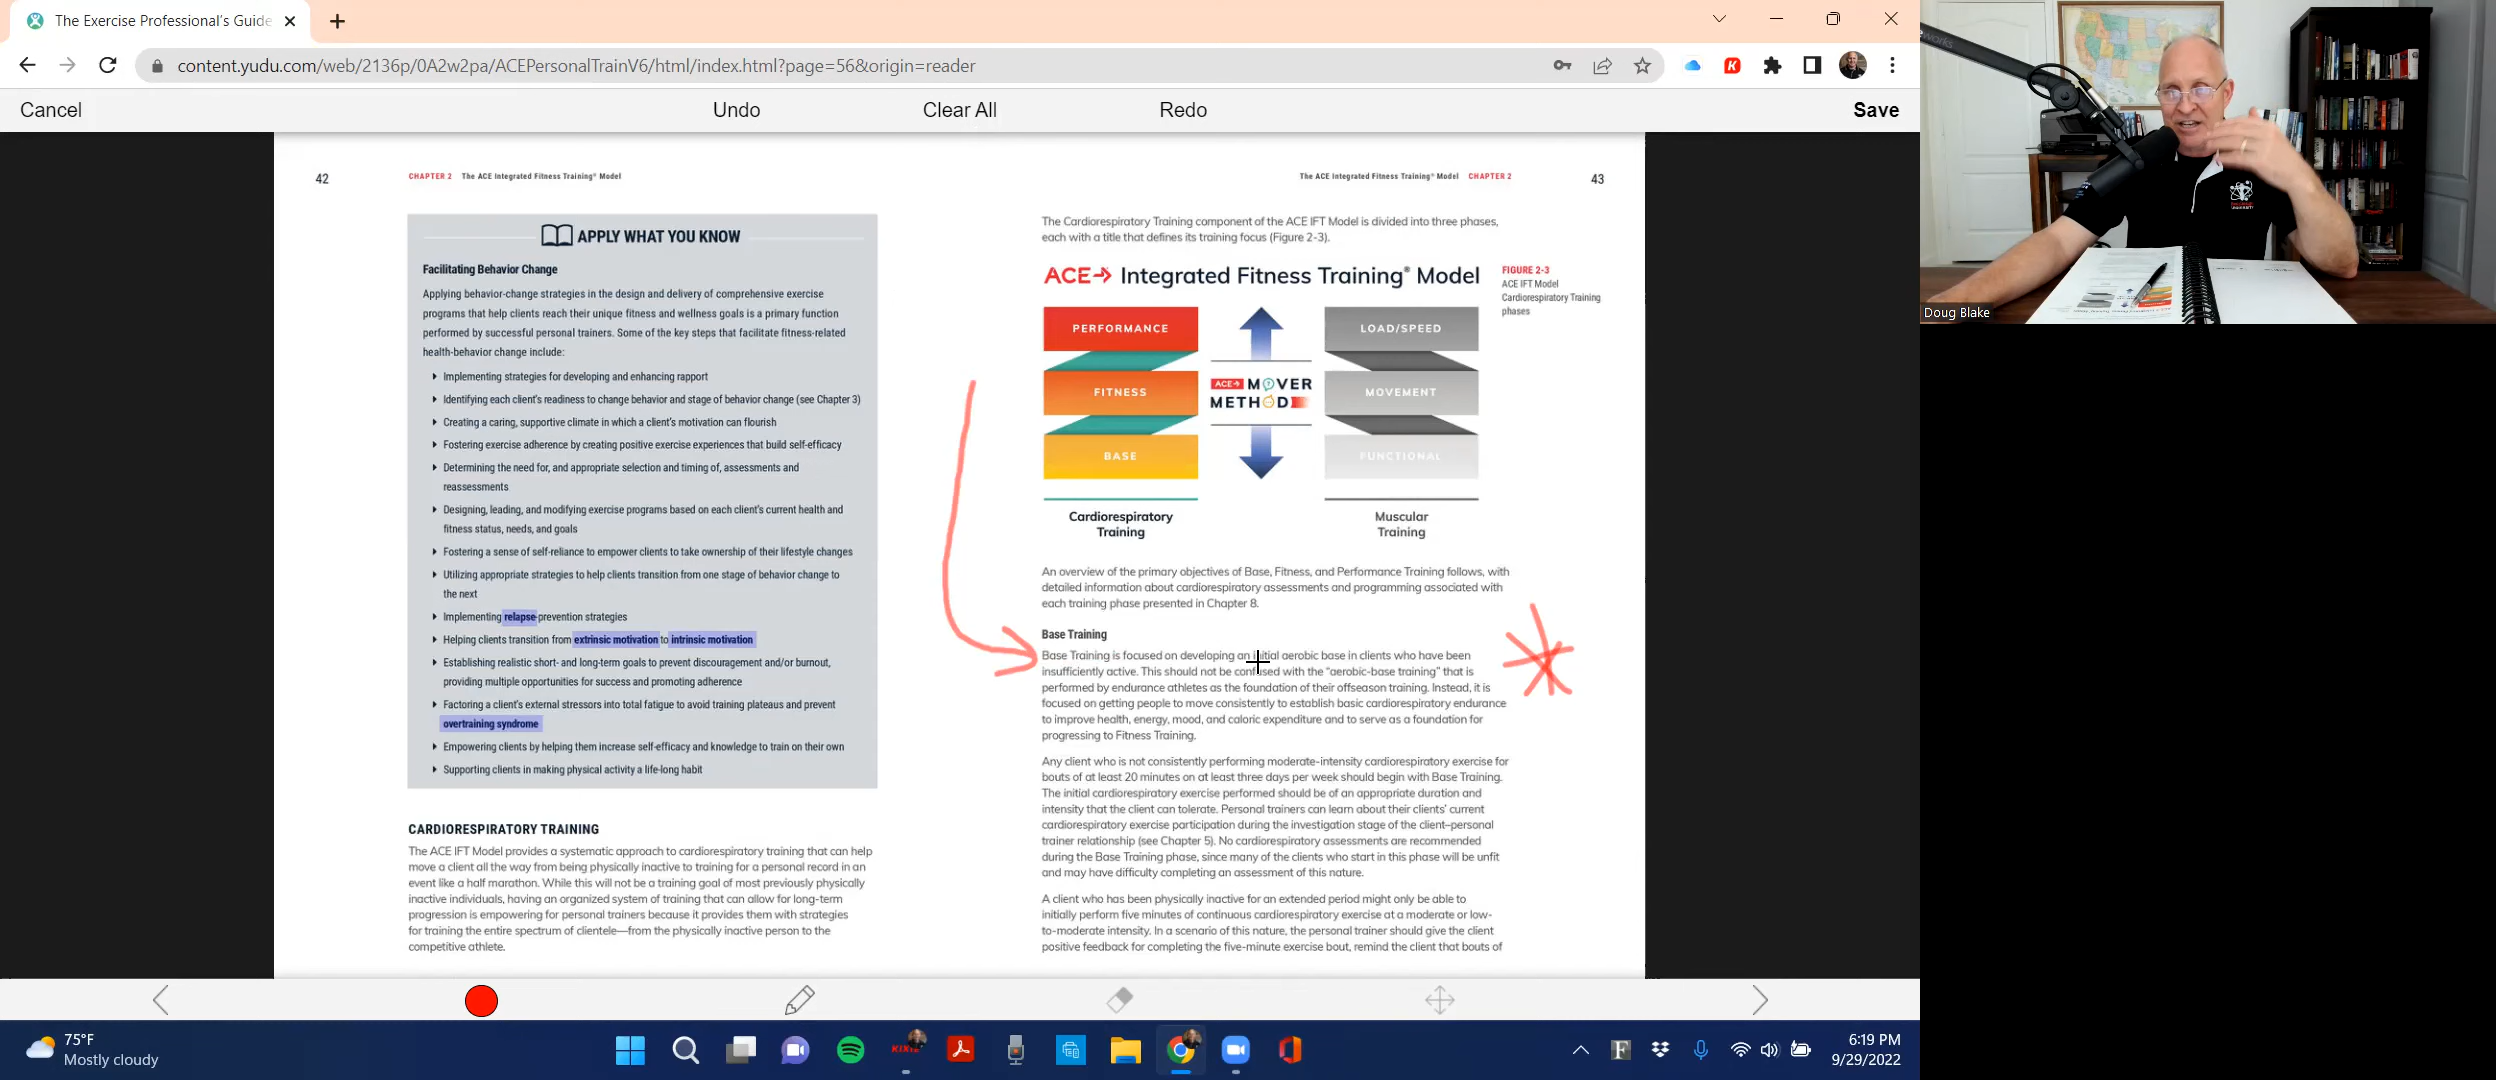 The Exercise Professional's Guide
content.yudu.com/web/2136p/0A2w2pa/ACEPersonalTrainV6/html/index.html?page=56&origin=reader
Cancel
Undo
Clear All
Redo
Save
42
CHAPTER 2 The ACE Integrated Fitness Training® Model
APPLY WHAT YOU KNOW
Facilitating Behavior Change
Applying behavior-change strategies in the design and delivery of comprehensive exercise
programs that help clients reach their unique fitness and wellness goals is a primary function
performed by successful personal trainers. Some of the key steps that facilitate fitness-related
health-behavior change include:
Implementing strategies for developing and enhancing rapport
Identifying each client's readiness to change behavior and stage of behavior change (see Chapter 3)
Creating a caring, supportive climate in which a client's motivation can flourish
Fostering exercise adherence by creating positive exercise experiences that build self-efficacy
Determining the need for, and appropriate selection and timing of, assessments and
reassessments
Designing, leading, and modifying exercise programs based on each client's current health and
fitness status, needs, and goals
Fostering a sense of self-reliance to empower clients to take ownership of their lifestyle changes
Utilizing appropriate strategies to help clients transition from one stage of behavior change to
the next
Implementing relapse prevention strategies
Helping clients transition from extrinsic motivation to intrinsic motivation
Establishing realistic short- and long-term goals to prevent discouragement and/or burnout,
providing multiple opportunities for success and promoting adherence
Factoring a client's external stressors into total fatigue to avoid training plateaus and prevent
overtraining syndrome
Empowering clients by helping them increase self-efficacy and knowledge to train on their own
Supporting clients in making physical activity a life-long habit
CARDIORESPIRATORY TRAINING
The ACE IFT Model provides a systematic approach to cardiorespiratory training that can help
move a client all the way from being physically inactive to training for a personal record in an
event like a half marathon. While this will not be a training goal of most previously physically
inactive individuals, having an organized system of training that can allow for long-term
progression is empowering for personal trainers because it provides them with strategies
for training the entire spectrum of clientele—from the physically inactive person to the
competitive athlete.
The ACE Integrated Fitness Training® Model CHAPTER 2
43
The Cardiorespiratory Training component of the ACE IFT Model is divided into three phases,
each with a title that defines its training focus (Figure 2-3).
ACE Integrated Fitness Training® Model
FIGURE 2-3
ACE IFT Model
Cardiorespiratory Training
phases
PERFORMANCE
FITNESS
BASE
ACE MOVER
METHOD
LOAD/SPEED
MOVEMENT
FUNCTIONAL
Cardiorespiratory
Training
Muscular
Training
An overview of the primary objectives of Base, Fitness, and Performance Training follows, with
detailed information about cardiorespiratory assessments and programming associated with
each training phase presented in Chapter 8.
Base Training
Base Training is focused on developing an initial aerobic base in clients who have been
insufficiently active. This should not be confused with the "aerobic-base training" that is
performed by endurance athletes as the foundation of their offseason training. Instead, it is
focused on getting people to move consistently to establish basic cardiorespiratory endurance
to improve health, energy, mood, and caloric expenditure and to serve as a foundation for
progressing to Fitness Training.
Any client who is not consistently performing moderate-intensity cardiorespiratory exercise for
bouts of at least 20 minutes on at least three days per week should begin with Base Training.
The initial cardiorespiratory exercise performed should be of an appropriate duration and
intensity that the client can tolerate. Personal trainers can learn about their clients' current
cardiorespiratory exercise participation during the investigation stage of the client–personal
trainer relationship (see Chapter 5). No cardiorespiratory assessments are recommended
during the Base Training phase, since many of the clients who start in this phase will be unfit
and may have difficulty completing an assessment of this nature.
A client who has been physically inactive for an extended period might only be able to
initially perform five minutes of continuous cardiorespiratory exercise at a moderate or low-
to-moderate intensity. In a scenario of this nature, the personal trainer should give the client
positive feedback for completing the five-minute exercise bout, remind the client that bouts of
Doug Blake
75°F
Mostly cloudy
KIXIE
6:19 PM
9/29/2022